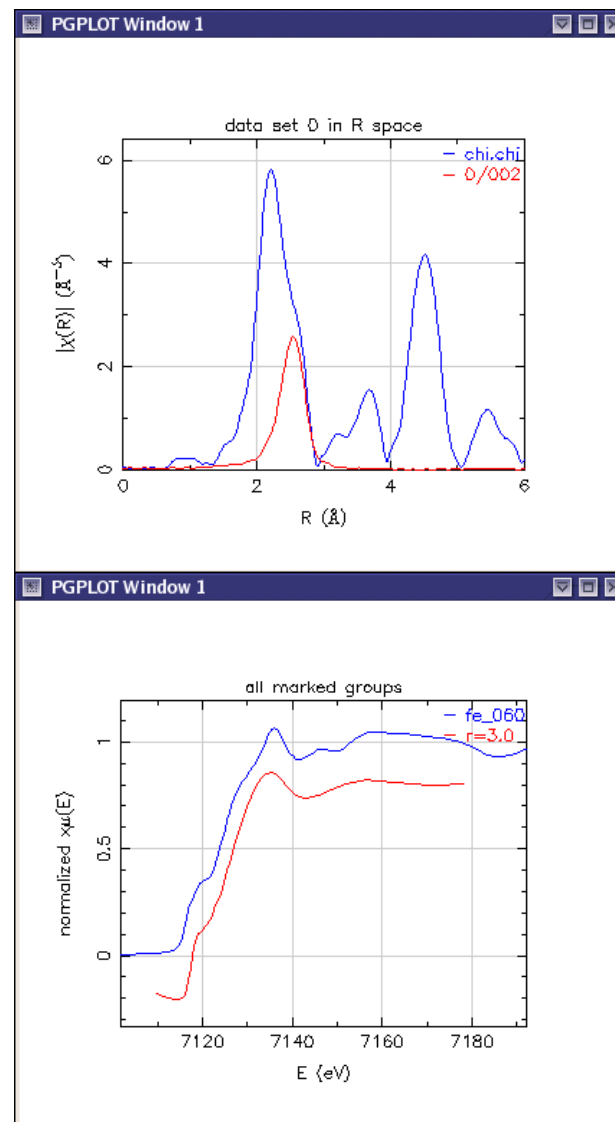 PGPLOT Window 1
data set 0 in R space
chi.chi
0/002
|χ(R)| (Å⁻³)
6
4
2
0
0 2 4 6
R (Å)
PGPLOT Window 1
all marked groups
fe_060
r=3.0
normalized xμ(E)
1
0.5
0
7120 7140 7160 7180
E (eV)